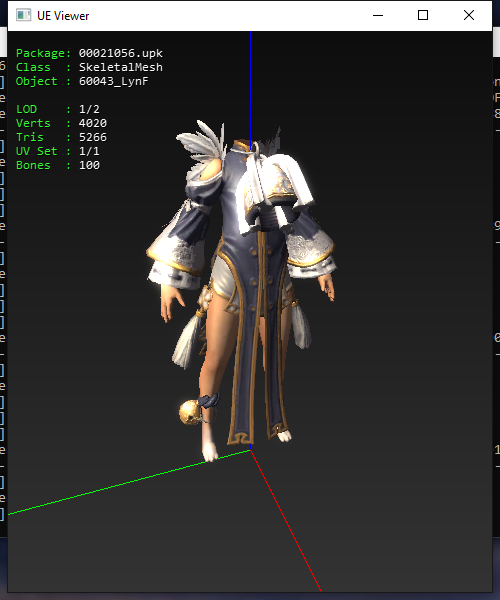 UE Viewer
Package: 00021056.upk
Class  : SkeletalMesh
Object : 60043_LynF
LOD    : 1/2
Verts  : 4020
Tris   : 5266
UV Set : 1/1
Bones  : 100